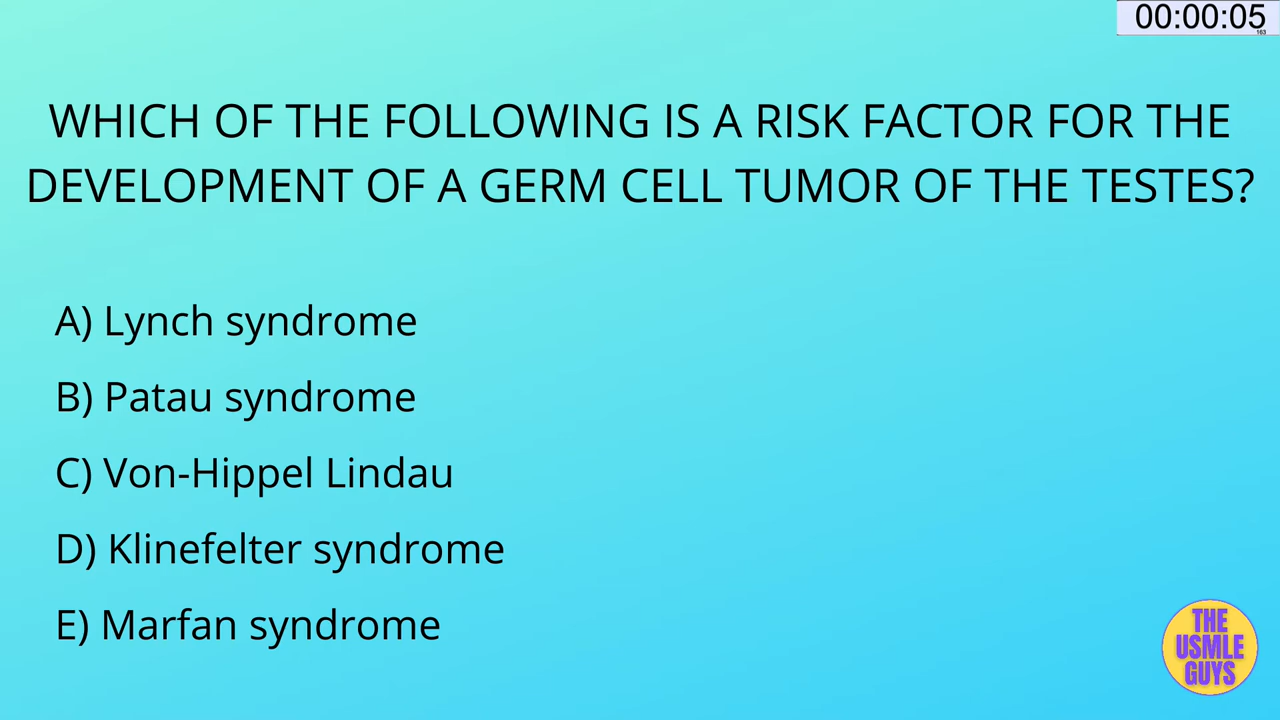 00:00:05
163
WHICH OF THE FOLLOWING IS A RISK FACTOR FOR THE
DEVELOPMENT OF A GERM CELL TUMOR OF THE TESTES?
A) Lynch syndrome
B) Patau syndrome
C) Von-Hippel Lindau
D) Klinefelter syndrome
E) Marfan syndrome
THE
USMLE
GUYS